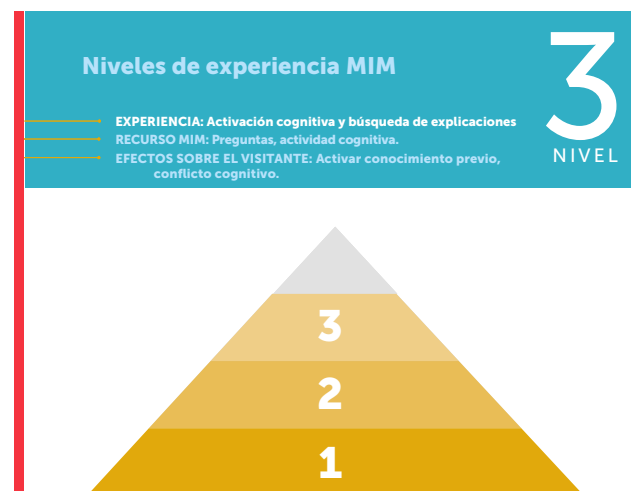 Niveles de experiencia MIM
3
NIVEL
EXPERIENCIA: Activación cognitiva y búsqueda de explicaciones
RECURSO MIM: Preguntas, actividad cognitiva.
EFECTOS SOBRE EL VISITANTE: Activar conocimiento previo,
conflicto cognitivo.
3
2
1